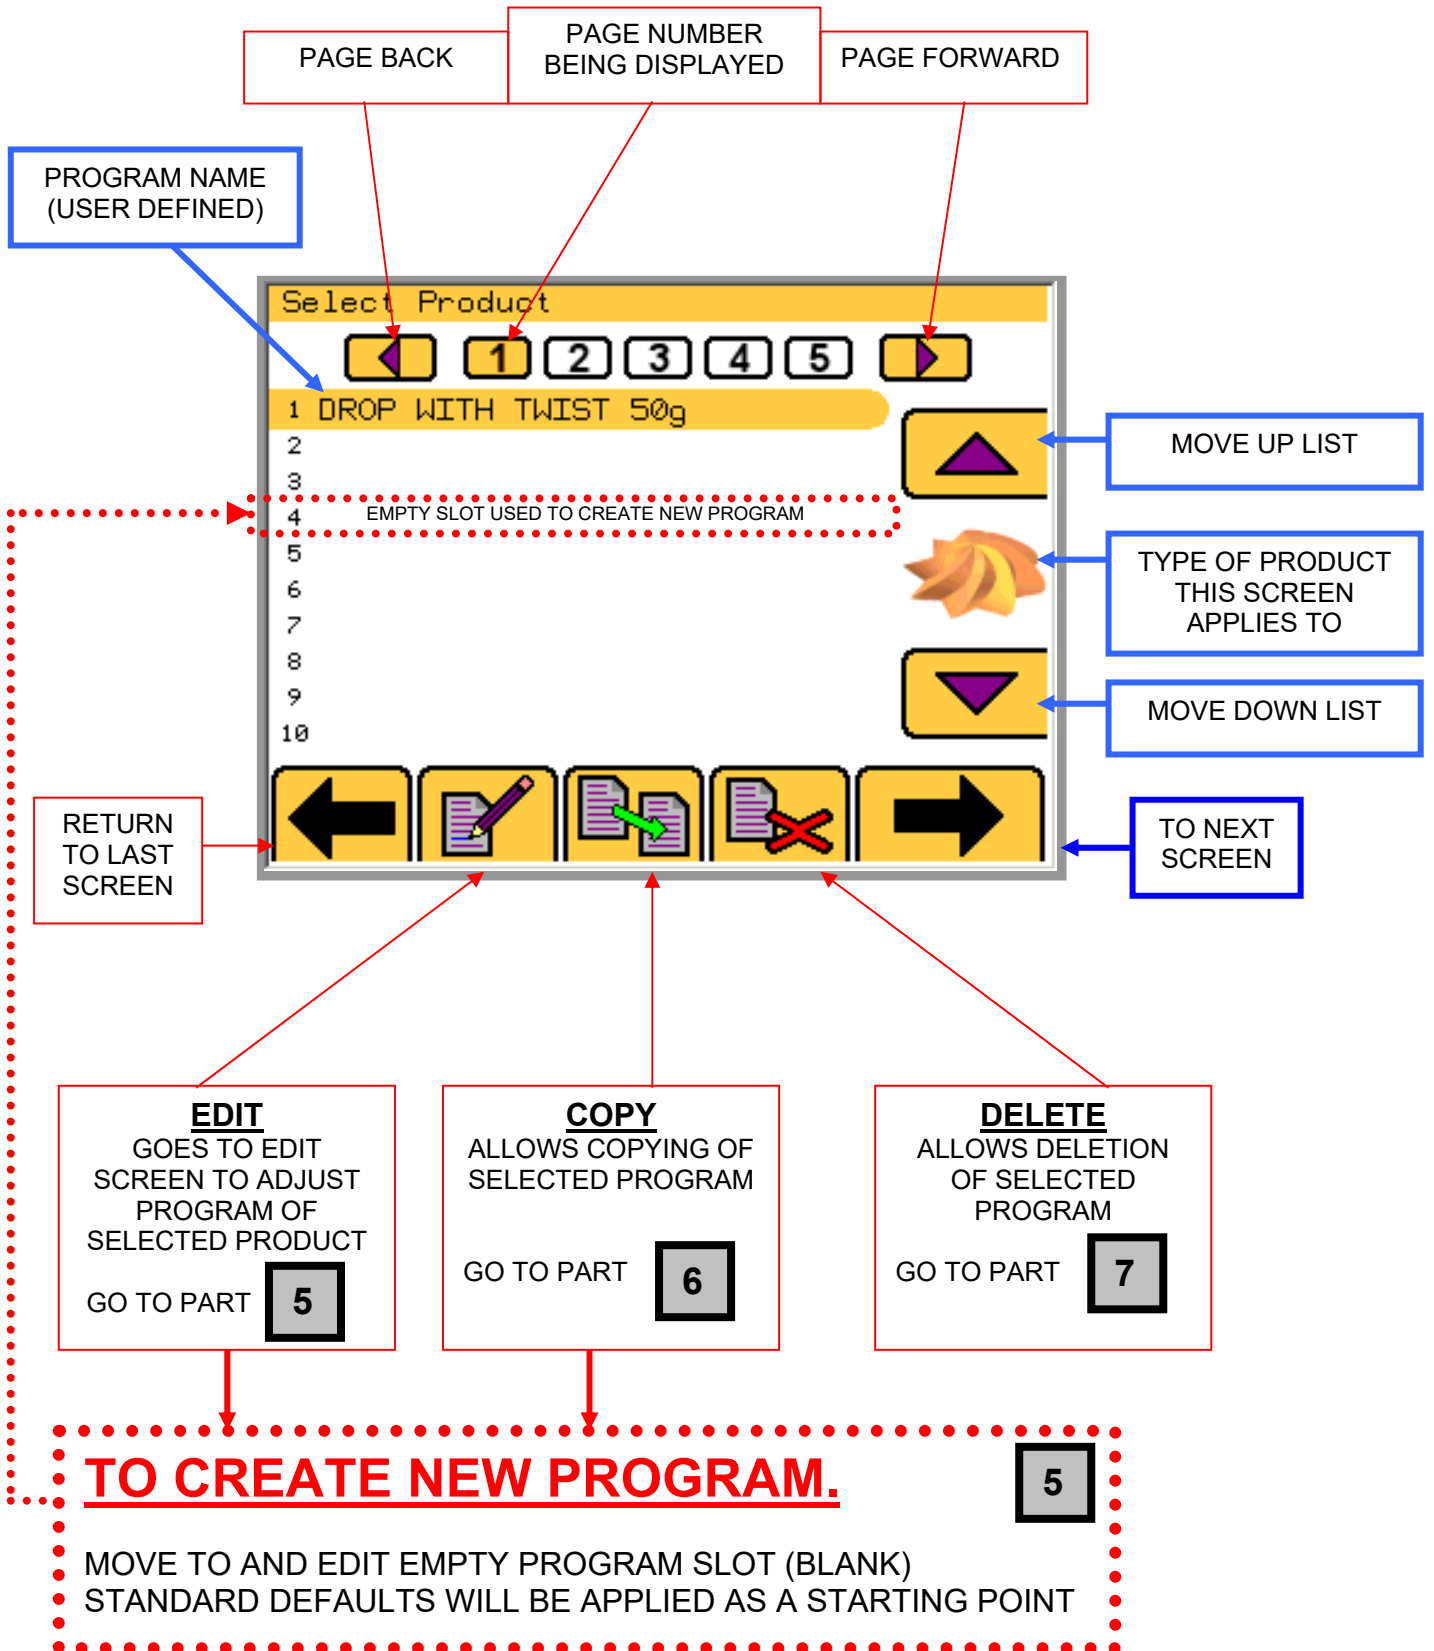 PAGE BACK
PAGE NUMBER
BEING DISPLAYED
PAGE FORWARD
PROGRAM NAME
(USER DEFINED)
Select Product
1 2 3 4 5
1 DROP WITH TWIST 50g
2
3
4 EMPTY SLOT USED TO CREATE NEW PROGRAM
5
6
7
8
9
10
MOVE UP LIST
TYPE OF PRODUCT
THIS SCREEN
APPLIES TO
MOVE DOWN LIST
RETURN
TO LAST
SCREEN
TO NEXT
SCREEN
EDIT
GOES TO EDIT
SCREEN TO ADJUST
PROGRAM OF
SELECTED PRODUCT
GO TO PART 5
COPY
ALLOWS COPYING OF
SELECTED PROGRAM
GO TO PART 6
DELETE
ALLOWS DELETION
OF SELECTED
PROGRAM
GO TO PART 7
TO CREATE NEW PROGRAM. 5
MOVE TO AND EDIT EMPTY PROGRAM SLOT (BLANK)
STANDARD DEFAULTS WILL BE APPLIED AS A STARTING POINT